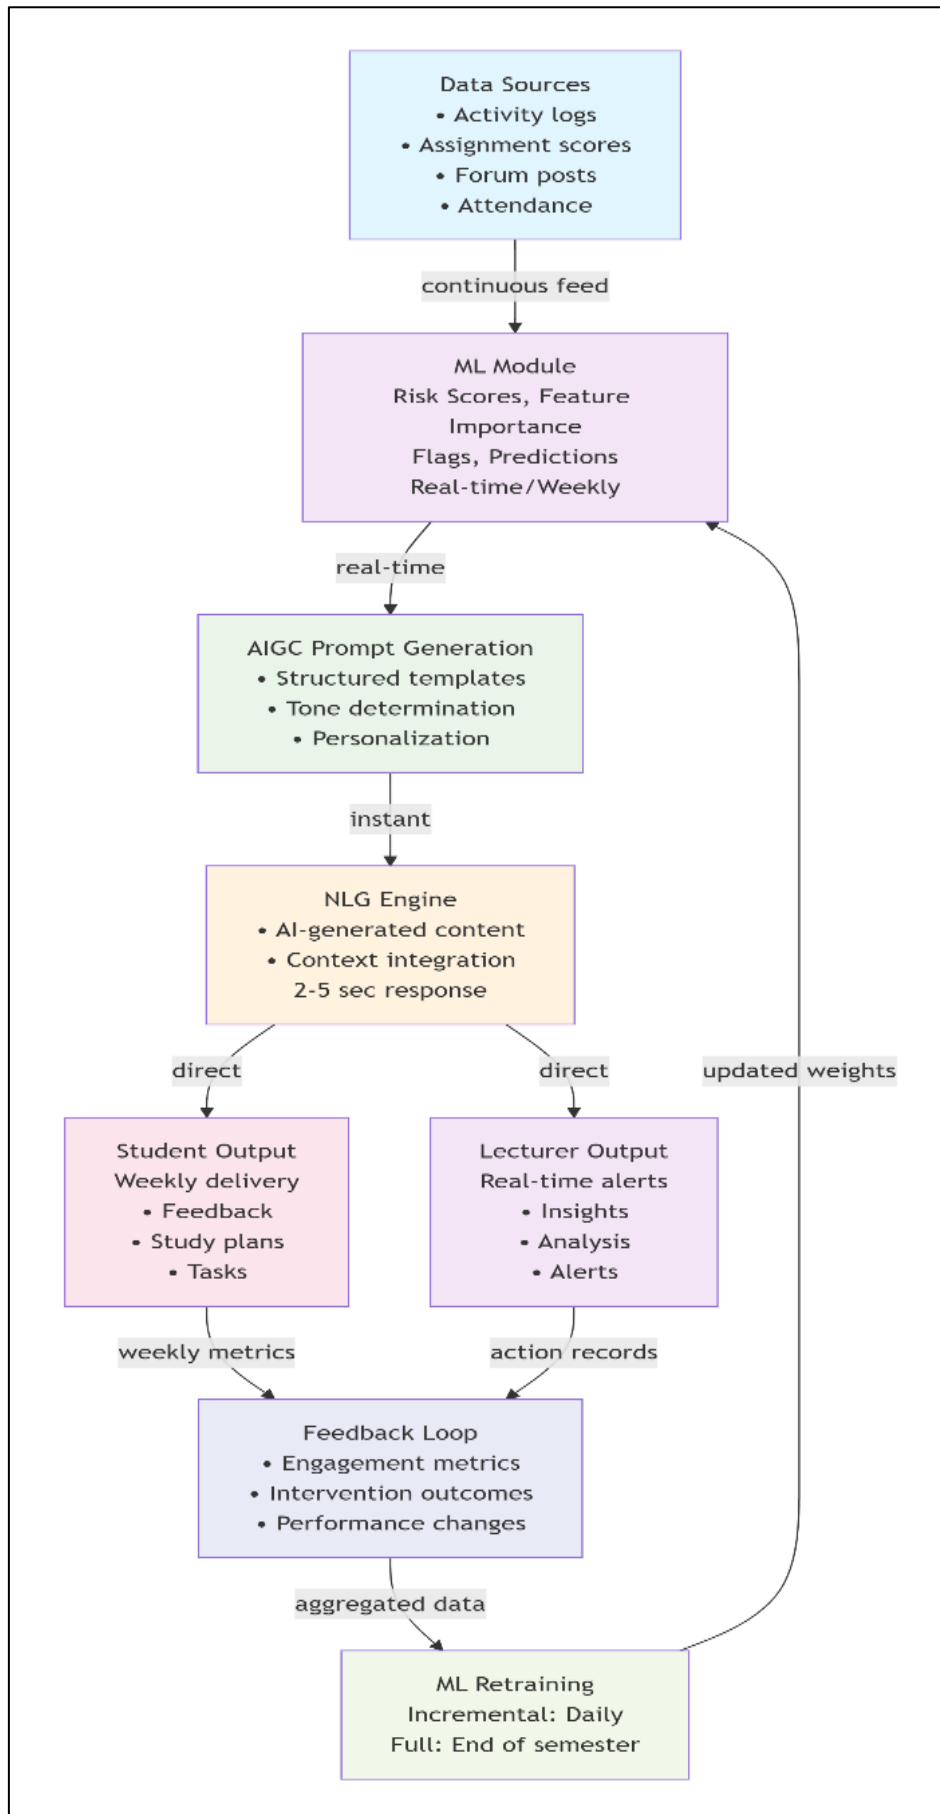 Data Sources
• Activity logs
• Assignment scores
• Forum posts
• Attendance
continuous feed
ML Module
Risk Scores, Feature
Importance
Flags, Predictions
Real-time/Weekly
real-time
AIGC Prompt Generation
• Structured templates
• Tone determination
• Personalization
instant
NLG Engine
• AI-generated content
• Context integration
2-5 sec response
direct
direct
updated weights
Student Output
Weekly delivery
• Feedback
• Study plans
• Tasks
Lecturer Output
Real-time alerts
• Insights
• Analysis
• Alerts
weekly metrics
action records
Feedback Loop
• Engagement metrics
• Intervention outcomes
• Performance changes
aggregated data
ML Retraining
Incremental: Daily
Full: End of semester